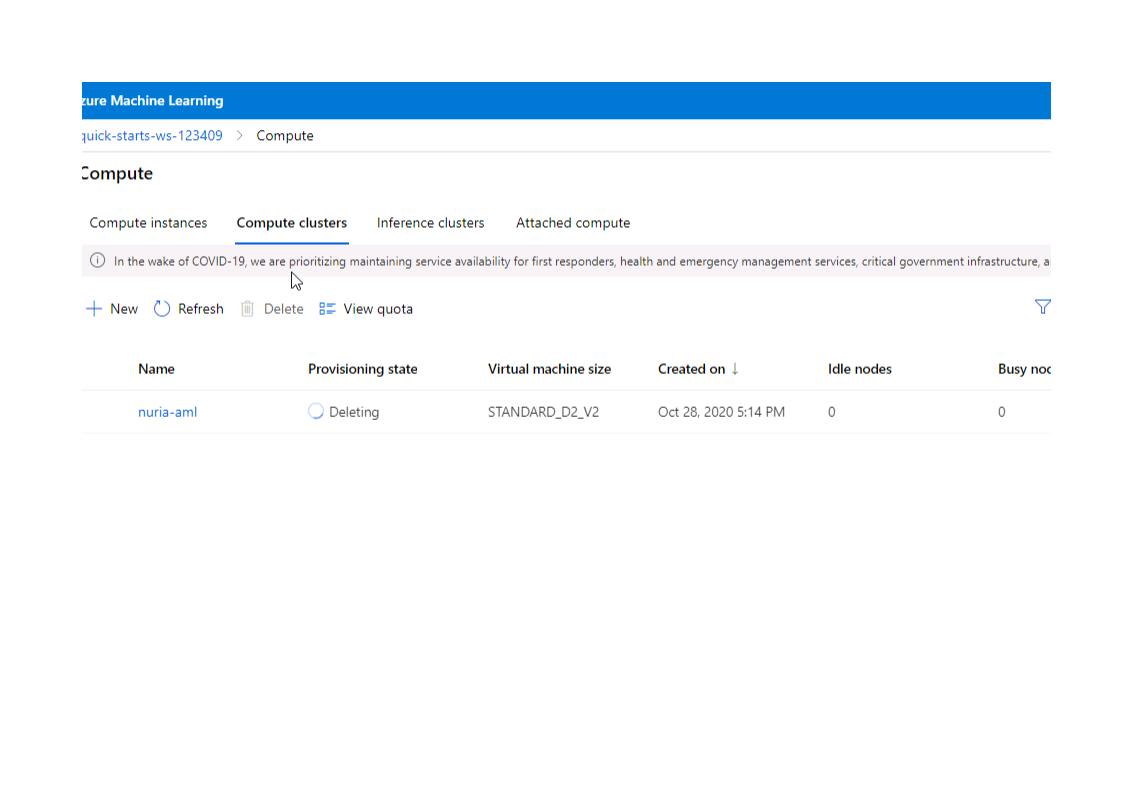 zure Machine Learning
quick-starts-ws-123409 > Compute
Compute
Compute instances Compute clusters Inference clusters Attached compute
In the wake of COVID-19, we are prioritizing maintaining service availability for first responders, health and emergency management services, critical government infrastructure, a
New Refresh Delete View quota
Name Provisioning state Virtual machine size Created on ↓ Idle nodes Busy noc
nuria-aml Deleting STANDARD_D2_V2 Oct 28, 2020 5:14 PM 0 0